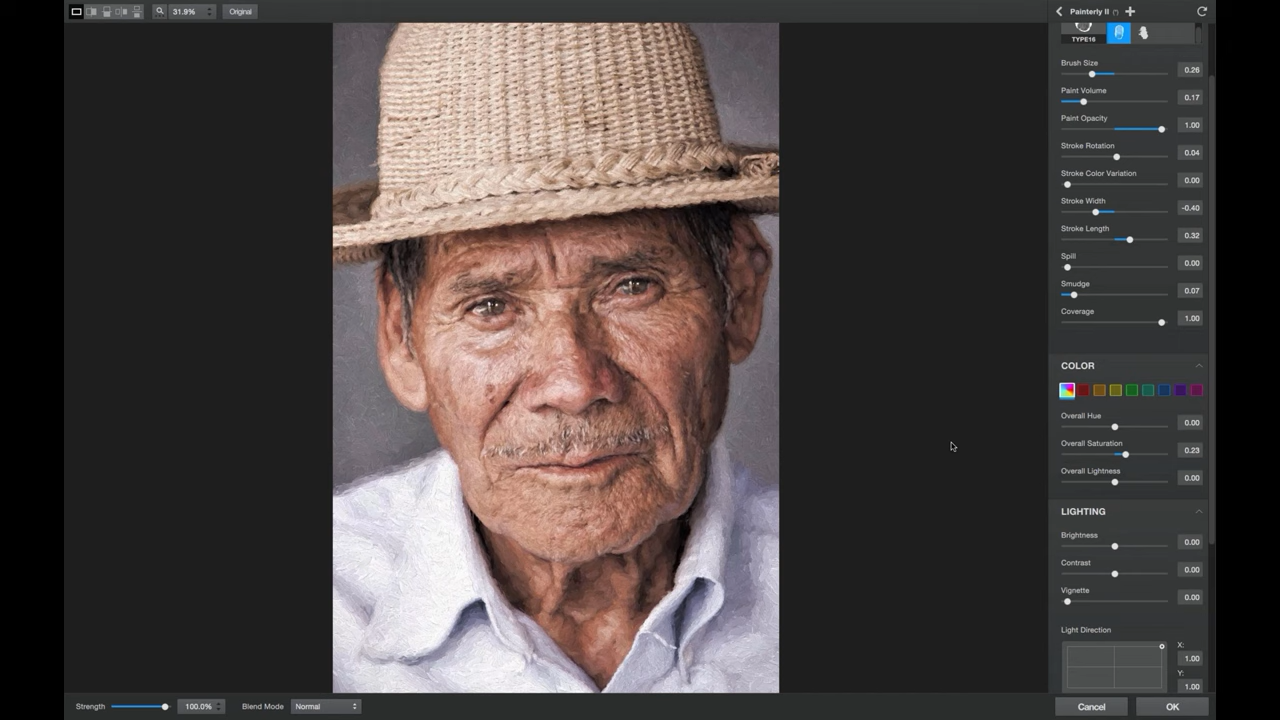 31.9%
Original
Painterly II
TYPE16
Brush Size
0.26
Paint Volume
0.17
Paint Opacity
1.00
Stroke Rotation
0.04
Stroke Color Variation
0.00
Stroke Width
-0.40
Stroke Length
0.32
Spill
0.00
Smudge
0.07
Coverage
1.00
COLOR
Overall Hue
0.00
Overall Saturation
0.23
Overall Lightness
0.00
LIGHTING
Brightness
0.00
Contrast
0.00
Vignette
0.00
Light Direction
X:
1.00
Y:
1.00
Strength
100.0%
Blend Mode
Normal
Cancel
OK